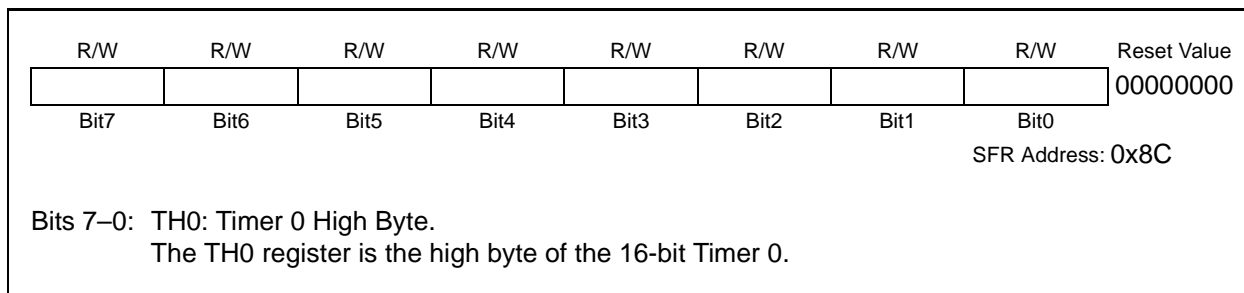 R/W R/W R/W R/W R/W R/W R/W R/W Reset Value
00000000
Bit7 Bit6 Bit5 Bit4 Bit3 Bit2 Bit1 Bit0
SFR Address: 0x8C
Bits 7–0: TH0: Timer 0 High Byte.
The TH0 register is the high byte of the 16-bit Timer 0.